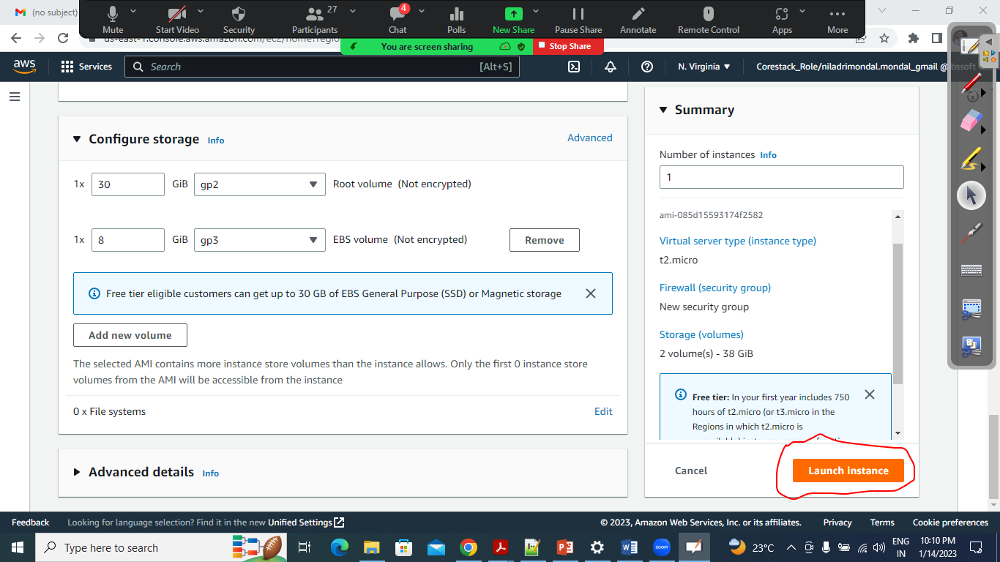 (no subject)
Mute
Start Video
Security
27
Participants
4
Chat
Polls
New Share
Pause Share
Annotate
Remote Control
Apps
More
us-east-1.console.aws.amazon.com/ec2/home?regio
You are screen sharing
Stop Share
aws
Services
Search
[Alt+S]
N. Virginia
Corestack_Role/niladrimondal.mondal_gmail @
Configure storage
Info
Advanced
1x
30
GiB
gp2
Root volume (Not encrypted)
1x
8
GiB
gp3
EBS volume (Not encrypted)
Remove
Free tier eligible customers can get up to 30 GB of EBS General Purpose (SSD) or Magnetic storage
Add new volume
The selected AMI contains more instance store volumes than the instance allows. Only the first 0 instance store
volumes from the AMI will be accessible from the instance
0 x File systems
Edit
Advanced details
Info
Summary
Number of instances
Info
1
ami-085d15593174f2582
Virtual server type (instance type)
t2.micro
Firewall (security group)
New security group
Storage (volumes)
2 volume(s) - 38 GiB
Free tier: In your first year includes 750
hours of t2.micro (or t3.micro in the
Regions in which t2.micro is
Cancel
Launch instance
Feedback
Looking for language selection? Find it in the new Unified Settings
© 2023, Amazon Web Services, Inc. or its affiliates.
Privacy
Terms
Cookie preferences
Type here to search
zoom
23°C
ENG
IN
10:10 PM
1/14/2023